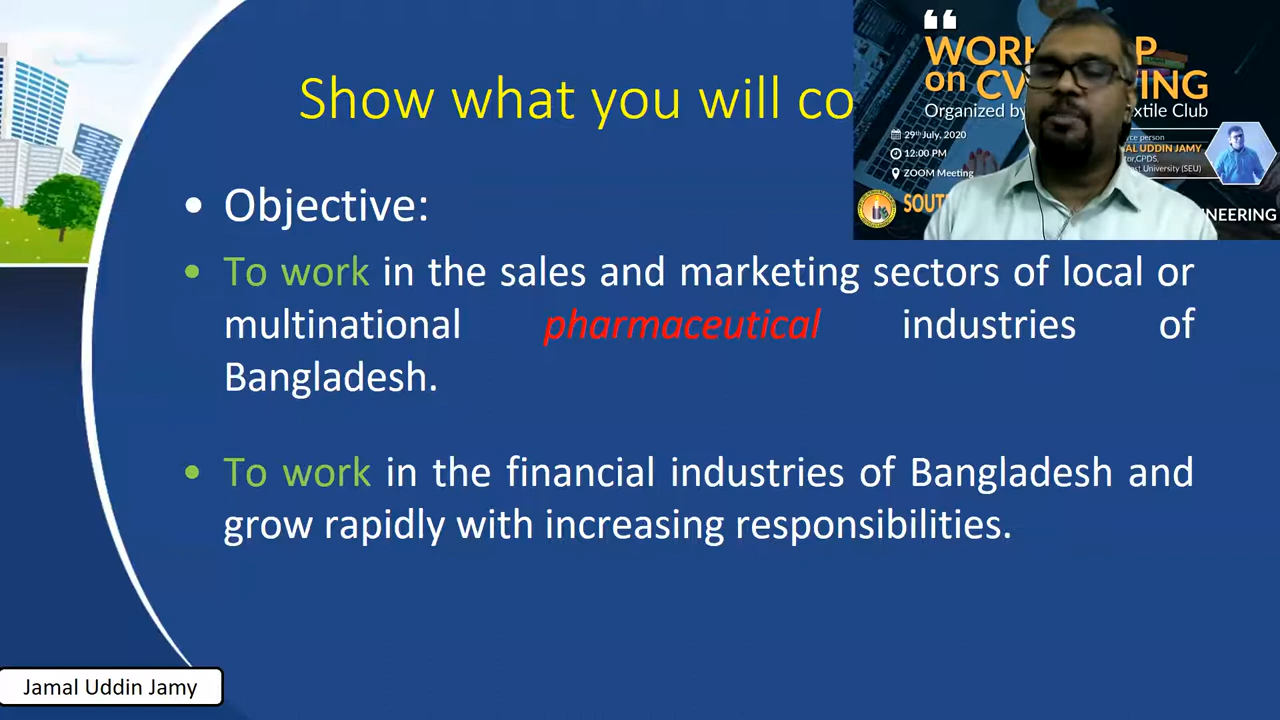 Show what you will co
• Objective:
• To work in the sales and marketing sectors of local or
multinational pharmaceutical industries of
Bangladesh.
• To work in the financial industries of Bangladesh and
grow rapidly with increasing responsibilities.
WORK P
on CV ING
Organized by xtile Club
29th July, 2020
12:00 PM
ZOOM Meeting
rce person
AL UDDIN JAMY
tor,CPDS,
st University (SEU)
SOUT NEERING
Jamal Uddin Jamy